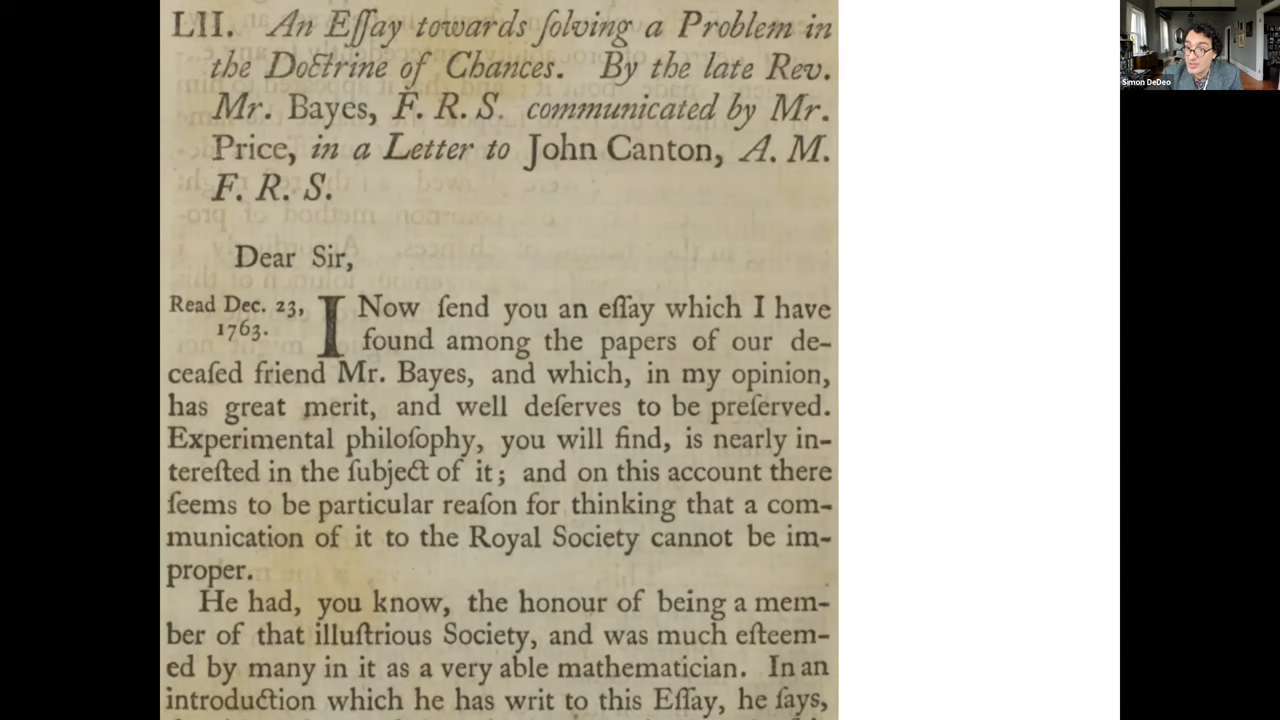 LII. An Eſſay towards ſolving a Problem in
the Doctrine of Chances. By the late Rev.
Mr. Bayes, F. R. S. communicated by Mr.
Price, in a Letter to John Canton, A. M.
F. R. S.
Dear Sir,
Read Dec. 23,
1763.
I Now ſend you an eſſay which I have
found among the papers of our de-
ceaſed friend Mr. Bayes, and which, in my opinion,
has great merit, and well deſerves to be preſerved.
Experimental philoſophy, you will find, is nearly in-
tereſted in the ſubject of it; and on this account there
ſeems to be particular reaſon for thinking that a com-
munication of it to the Royal Society cannot be im-
proper.
He had, you know, the honour of being a mem-
ber of that illuſtrious Society, and was much eſteem-
ed by many in it as a very able mathematician. In an
introduction which he has writ to this Eſſay, he ſays,
Simon DeDeo